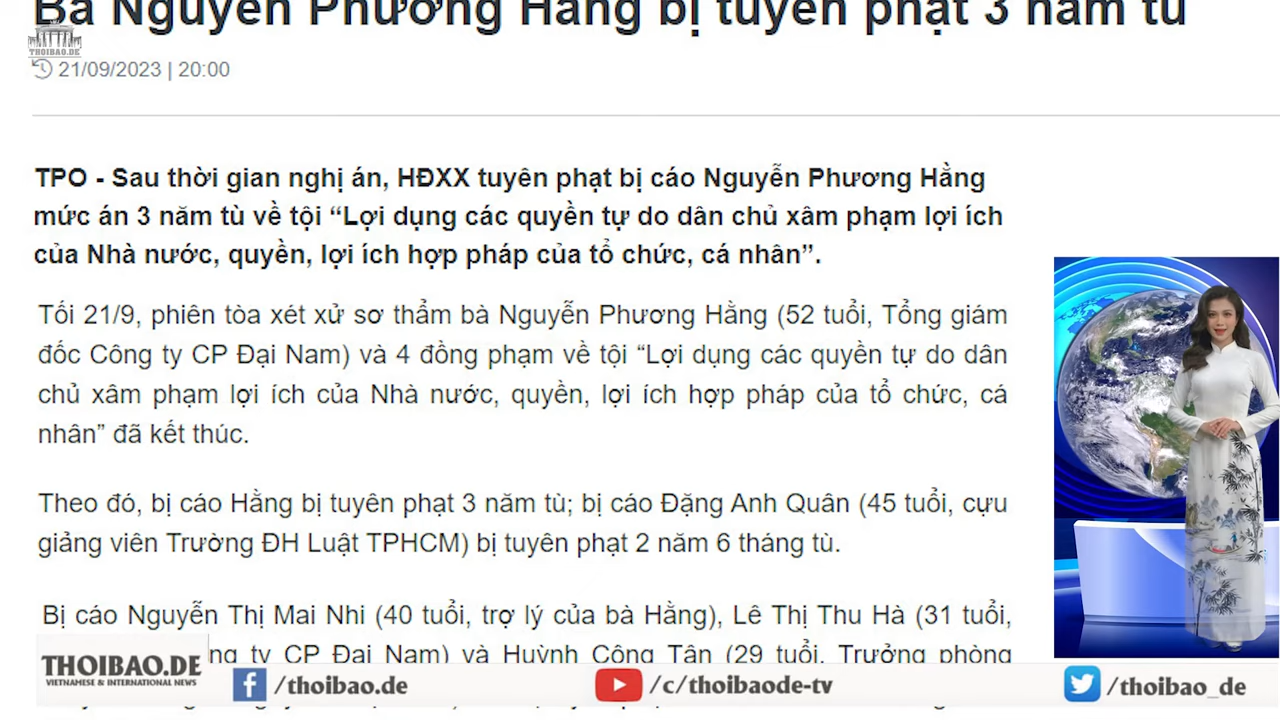 Bà Nguyễn Phương Hằng bị tuyên phạt 3 năm tù
THOIBAO.DE
21/09/2023 | 20:00
TPO - Sau thời gian nghị án, HĐXX tuyên phạt bị cáo Nguyễn Phương Hằng
mức án 3 năm tù về tội “Lợi dụng các quyền tự do dân chủ xâm phạm lợi ích
của Nhà nước, quyền, lợi ích hợp pháp của tổ chức, cá nhân”.
Tối 21/9, phiên tòa xét xử sơ thẩm bà Nguyễn Phương Hằng (52 tuổi, Tổng giám
đốc Công ty CP Đại Nam) và 4 đồng phạm về tội “Lợi dụng các quyền tự do dân
chủ xâm phạm lợi ích của Nhà nước, quyền, lợi ích hợp pháp của tổ chức, cá
nhân” đã kết thúc.
Theo đó, bị cáo Hằng bị tuyên phạt 3 năm tù; bị cáo Đặng Anh Quân (45 tuổi, cựu
giảng viên Trường ĐH Luật TPHCM) bị tuyên phạt 2 năm 6 tháng tù.
Bị cáo Nguyễn Thị Mai Nhi (40 tuổi, trợ lý của bà Hằng), Lê Thị Thu Hà (31 tuổi,
ty CP Đại Nam) và Huỳnh Công Tân (29 tuổi, Trưởng phòng
THOIBAO.DE
VIETNAMESE & INTERNATIONAL NEWS
/thoibao.de
/c/thoibaode-tv
/thoibao_de